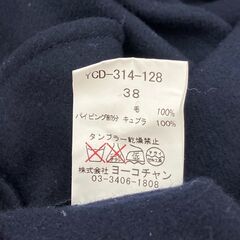 YCD-314-128
38
毛 100%
パイピング部分 キュプラ 100%
タンブラー乾燥禁止
株式会社 ヨーコチャン
03-3406-1808